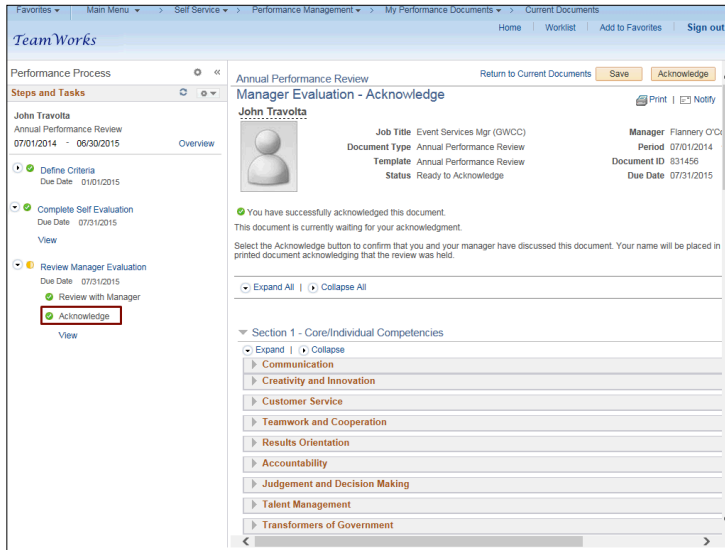 Favorites Main Menu > Self Service > Performance Management > My Performance Documents > Current Documents
TeamWorks
Home Worklist Add to Favorites Sign out
Performance Process «
Steps and Tasks
John Travolta
Annual Performance Review
07/01/2014 - 06/30/2015 Overview
Define Criteria
Due Date 01/01/2015
Complete Self Evaluation
Due Date 07/31/2015
View
Review Manager Evaluation
Due Date 07/31/2015
Review with Manager
Acknowledge
View
Annual Performance Review Return to Current Documents Save Acknowledge
Manager Evaluation - Acknowledge
Print | Notify
John Travolta
Job Title Event Services Mgr (GWCC) Manager Flannery O'Co
Document Type Annual Performance Review Period 07/01/2014
Template Annual Performance Review Document ID 831456
Status Ready to Acknowledge Due Date 07/31/2015
You have successfully acknowledged this document.
This document is currently waiting for your acknowledgment.
Select the Acknowledge button to confirm that you and your manager have discussed this document. Your name will be placed in
printed document acknowledging that the review was held.
Expand All | Collapse All
Section 1 - Core/Individual Competencies
Expand | Collapse
Communication
Creativity and Innovation
Customer Service
Teamwork and Cooperation
Results Orientation
Accountability
Judgement and Decision Making
Talent Management
Transformers of Government